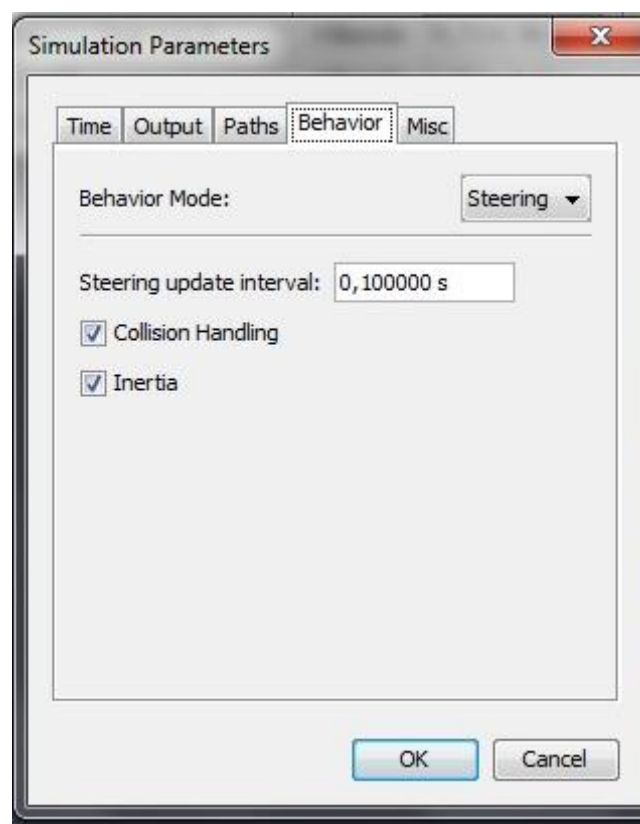 Simulation Parameters
Time Output Paths Behavior Misc
Behavior Mode: Steering
Steering update interval: 0,100000 s
Collision Handling
Inertia
OK Cancel